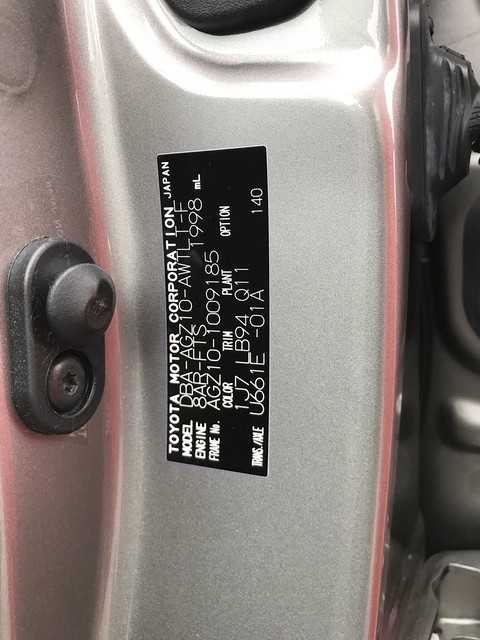 TOYOTA MOTOR CORPORATION JAPAN
MODEL DBA-AGZ10-AWTLT-F
ENGINE 8AR-FTS 1998 mL
FRAME No. AGZ10-1009185
COLOR TRIM PLANT OPTION
1J7 LB94 Q11 140
TRANS./AXLE U661E -01A